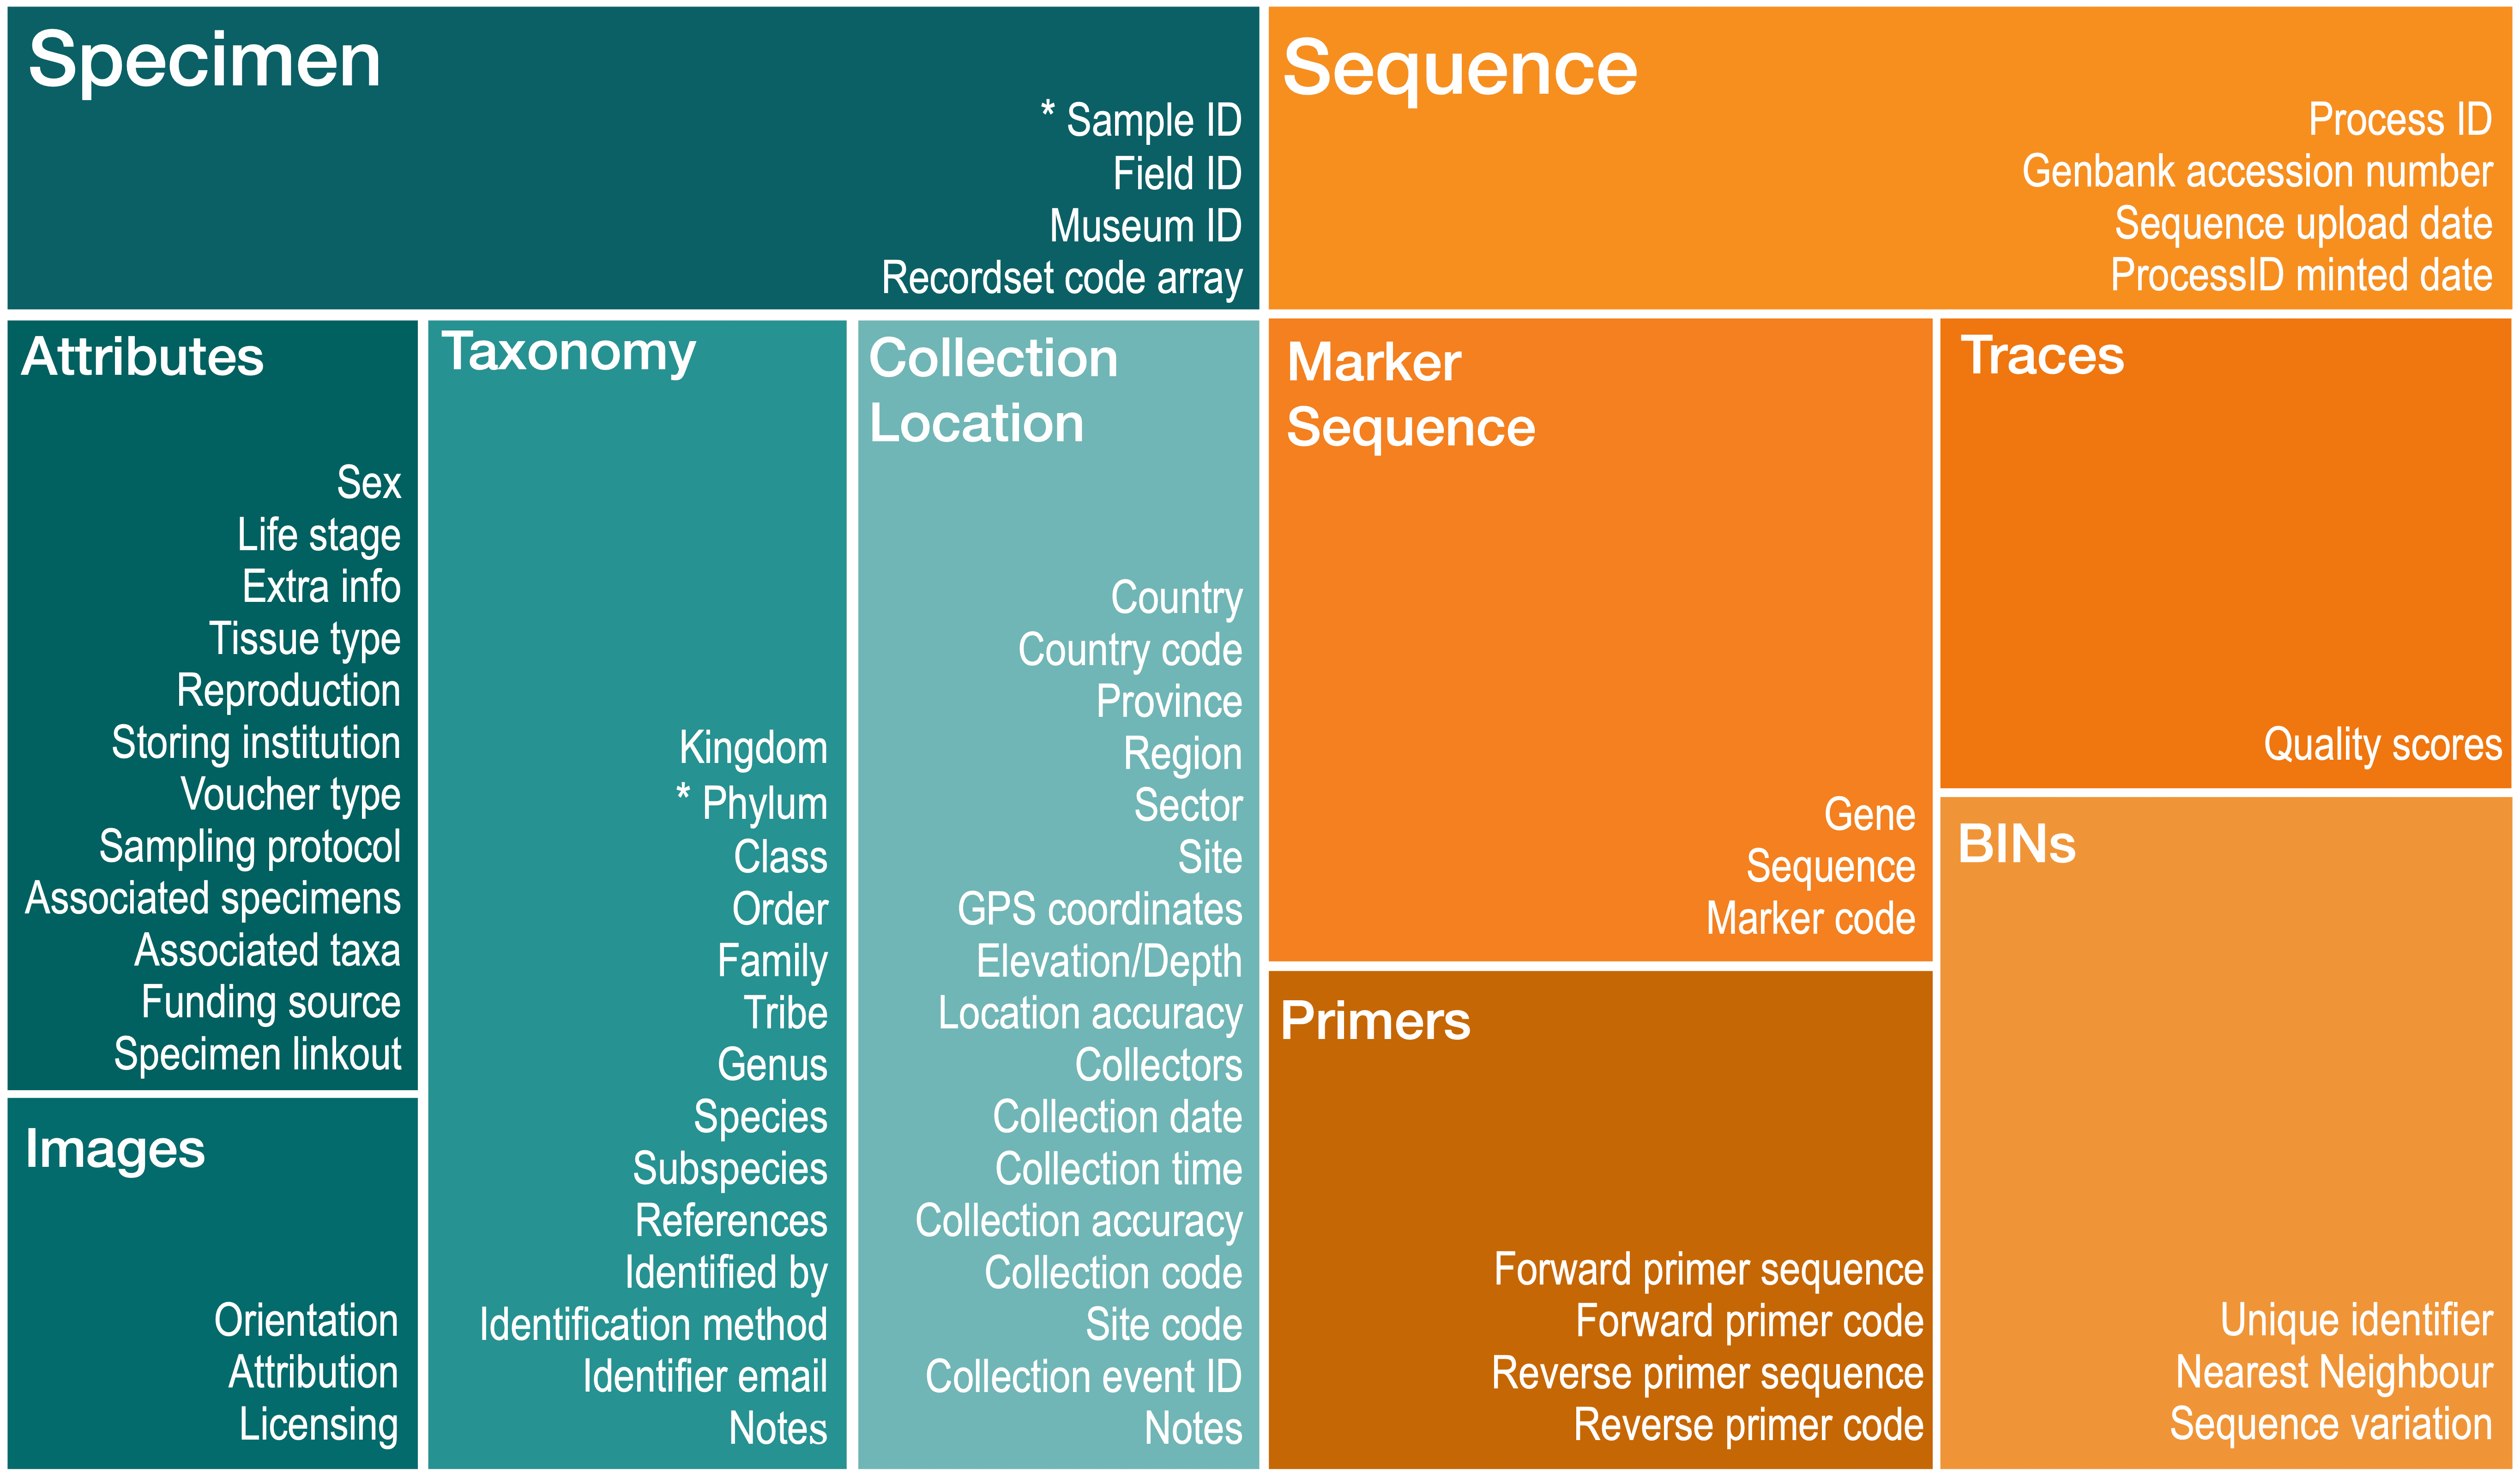 Specimen
* Sample ID
Field ID
Museum ID
Recordset code array
Sequence
Process ID
Genbank accession number
Sequence upload date
ProcessID minted date
Attributes
Sex
Life stage
Extra info
Tissue type
Reproduction
Storing institution
Voucher type
Sampling protocol
Associated specimens
Associated taxa
Funding source
Specimen linkout
Images
Orientation
Attribution
Licensing
Taxonomy
Kingdom
* Phylum
Class
Order
Family
Tribe
Genus
Species
Subspecies
References
Identified by
Identification method
Identifier email
Notes
Collection
Location
Country
Country code
Province
Region
Sector
Site
GPS coordinates
Elevation/Depth
Location accuracy
Collectors
Collection date
Collection time
Collection accuracy
Collection code
Site code
Collection event ID
Notes
Marker
Sequence
Gene
Sequence
Marker code
Primers
Forward primer sequence
Forward primer code
Reverse primer sequence
Reverse primer code
Traces
Quality scores
BINs
Unique identifier
Nearest Neighbour
Sequence variation